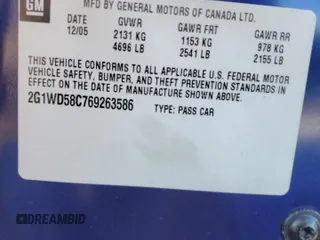 GM
MFD BY GENERAL MOTORS OF CANADA LTD.
DATE GVWR GAWR FRT GAWR RR
12/05 2131 KG 1153 KG 978 KG
4696 LB 2541 LB 2155 LB
THIS VEHICLE CONFORMS TO ALL APPLICABLE U.S. FEDERAL MOTOR
VEHICLE SAFETY, BUMPER, AND THEFT PREVENTION STANDARDS IN
EFFECT ON THE DATE OF MANUFACTURE SHOWN ABOVE.
2G1WD58C769263586 TYPE: PASS CAR
© DREAMBID